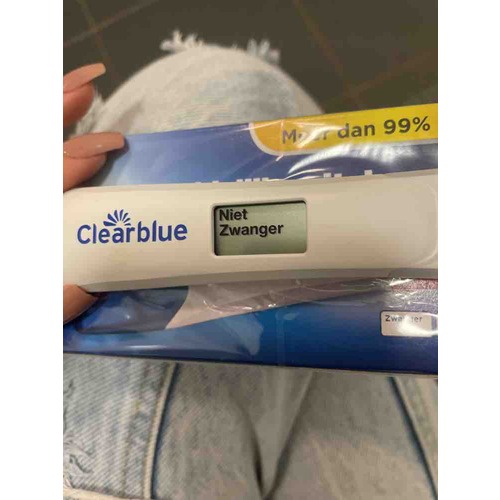 Meer dan 99%
Clearblue
Niet
Zwanger
Zwanger